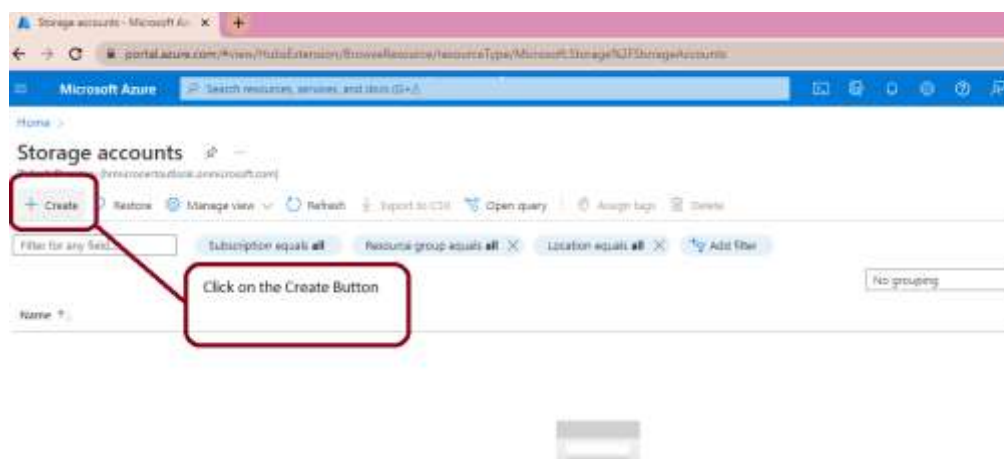 Storage accounts - Microsoft Az
portal.azure.com/#view/HubsExtension/BrowseResource/resourceType/Microsoft.Storage%2FStorageAccounts
Microsoft Azure Search resources, services, and docs (G+/)
Home >
Storage accounts
+ Create Restore Manage view Refresh Export to CSV Open query Assign tags Delete
Filter for any field... Subscription equals all Resource group equals all Location equals all Add filter
Click on the Create Button
No grouping
Name ↑